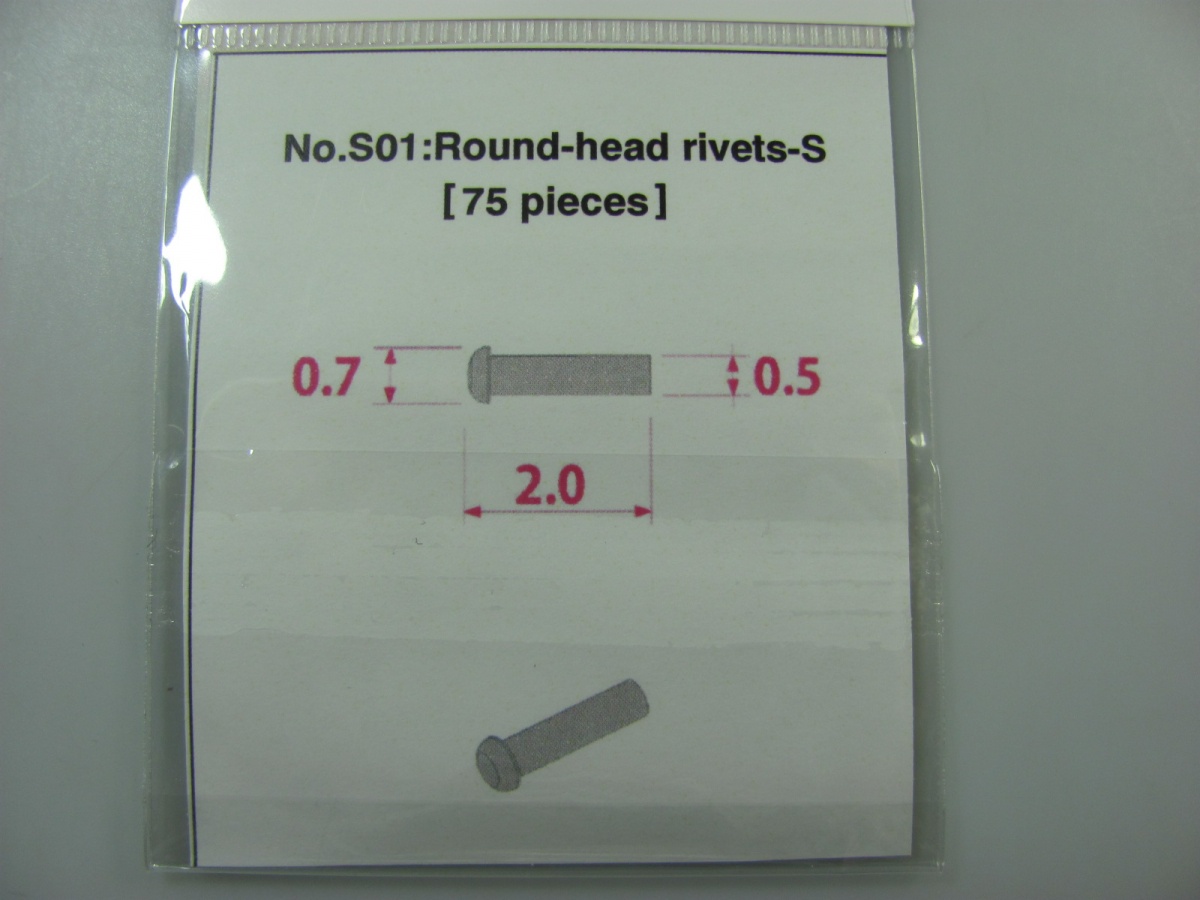 No.S01:Round-head rivets-S
[75 pieces]
0.7
0.5
2.0